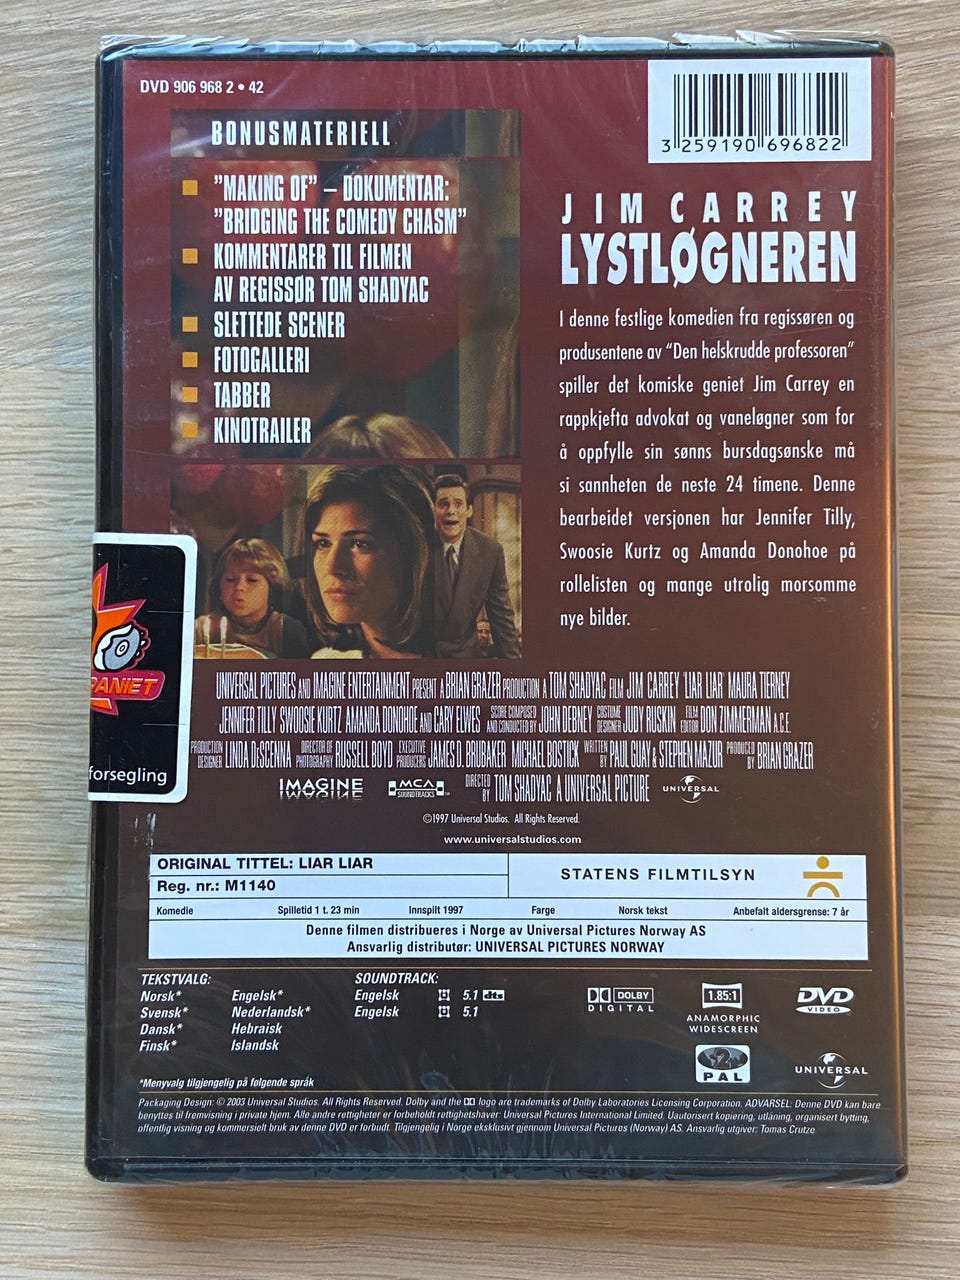 DVD 906 968 2 • 42
3 259190 696822
BONUSMATERIELL
"MAKING OF" – DOKUMENTAR:
"BRIDGING THE COMEDY CHASM"
KOMMENTARER TIL FILMEN
AV REGISSØR TOM SHADYAC
SLETTEDE SCENER
FOTOGALLERI
TABBER
KINOTRAILER
JIM CARREY
LYSTLØGNEREN
I denne festlige komedien fra regissøren og
produsentene av "Den helskrudde professoren"
spiller det komiske geniet Jim Carrey en
rappkjefta advokat og vaneløgner som for
å oppfylle sin sønns bursdagsønske må
si sannheten de neste 24 timene. Denne
bearbeidet versjonen har Jennifer Tilly,
Swoosie Kurtz og Amanda Donohoe på
rollelisten og mange utrolig morsomme
nye bilder.
PANIET
forsegling
UNIVERSAL PICTURES AND IMAGINE ENTERTAINMENT PRESENT A BRIAN GRAZER PRODUCTION A TOM SHADYAC FILM JIM CARREY 'LIAR LIAR' MAURA TIERNEY
JENNIFER TILLY SWOOSIE KURTZ AMANDA DONOHOE AND CARY ELWES SCORE COMPOSED AND CONDUCTED BY JOHN DEBNEY COSTUME DESIGNER JUDY RUSKIN FILM EDITOR DON ZIMMERMAN A.C.E.
PRODUCTION DESIGNER LINDA DeSCENNA DIRECTOR OF PHOTOGRAPHY RUSSELL BOYD EXECUTIVE PRODUCERS JAMES D. BRUBAKER MICHAEL BOSTICK WRITTEN BY PAUL GUAY & STEPHEN MAZUR PRODUCED BY BRIAN GRAZER
IMAGINE MCA SOUNDTRACKS DIRECTED BY TOM SHADYAC A UNIVERSAL PICTURE UNIVERSAL
©1997 Universal Studios. All Rights Reserved.
www.universalstudios.com
ORIGINAL TITTEL: LIAR LIAR
Reg. nr.: M1140
STATENS FILMTILSYN
Komedie Spilletid 1 t. 23 min Innspilt 1997 Farge Norsk tekst Anbefalt aldersgrense: 7 år
Denne filmen distribueres i Norge av Universal Pictures Norway AS
Ansvarlig distributør: UNIVERSAL PICTURES NORWAY
TEKSTVALG:
Norsk* Engelsk*
Svensk* Nederlandsk*
Dansk* Hebraisk
Finsk* Islandsk
*Menyvalg tilgjengelig på følgende språk
SOUNDTRACK:
Engelsk 5.1 dts
Engelsk 5.1
DOLBY
DIGITAL
1.85:1
ANAMORPHIC
WIDESCREEN
DVD
VIDEO
2
PAL
UNIVERSAL
Packaging Design: © 2003 Universal Studios. All Rights Reserved. Dolby and the DD logo are trademarks of Dolby Laboratories Licensing Corporation. ADVARSEL: Denne DVD kan bare
benyttes til fremvisning i private hjem. Alle andre rettigheter er forbeholdt rettighetshaver: Universal Pictures International Limited. Uautorisert kopiering, utlåning, organisert bytting,
offentlig visning og kommersielt bruk av denne DVD er forbudt. Tilgjengelig i Norge eksklusivt gjennom Universal Pictures (Norway) AS. Ansvarlig utgiver: Tomas Crutze